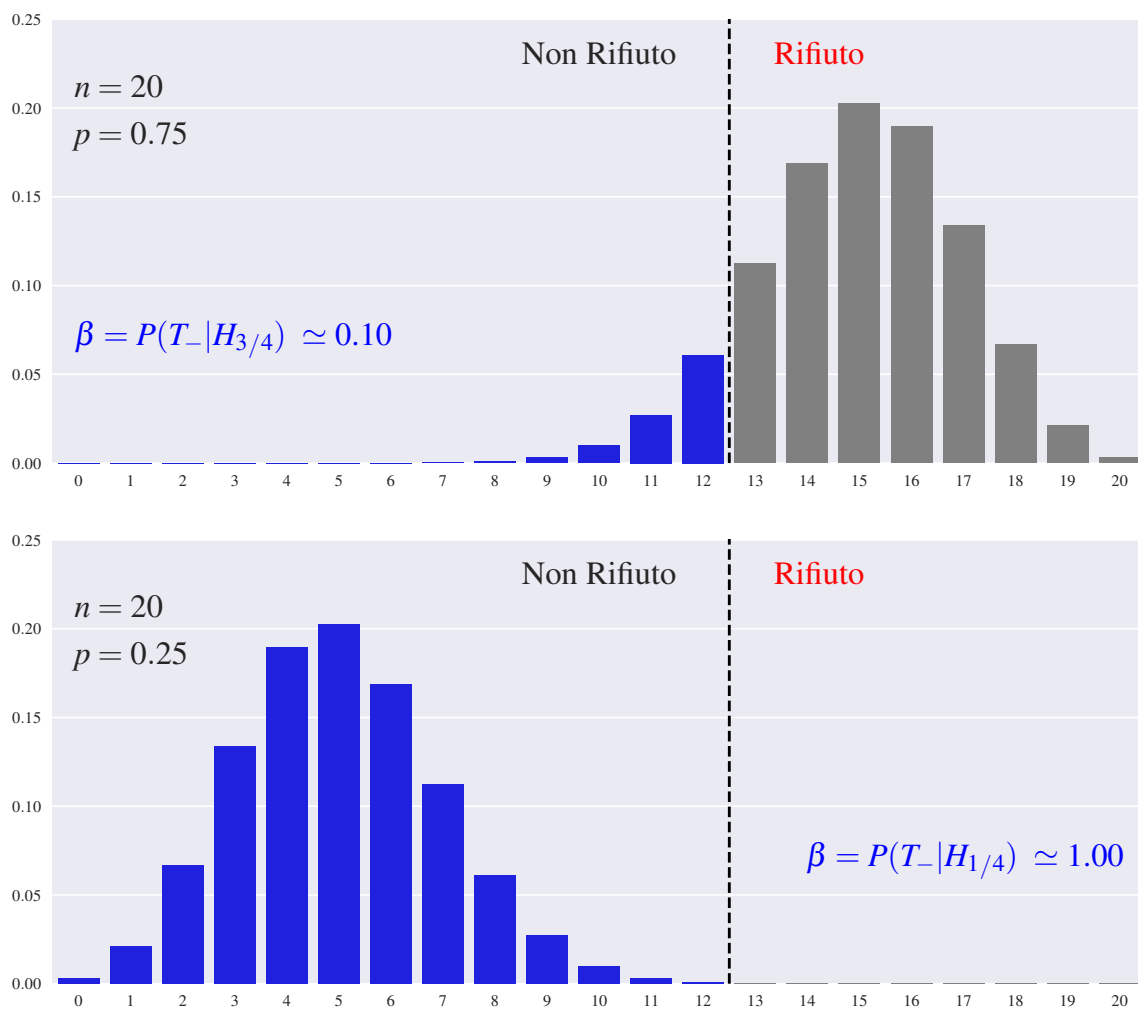 0.25
Non Rifiuto Rifiuto
n = 20
0.20
p = 0.75
0.15
0.10
β = P(T₋|H₃/₄) ≃ 0.10
0.05
0.00
0 1 2 3 4 5 6 7 8 9 10 11 12 13 14 15 16 17 18 19 20
0.25
Non Rifiuto Rifiuto
n = 20
0.20
p = 0.25
0.15
0.10
β = P(T₋|H₁/₄) ≃ 1.00
0.05
0.00
0 1 2 3 4 5 6 7 8 9 10 11 12 13 14 15 16 17 18 19 20